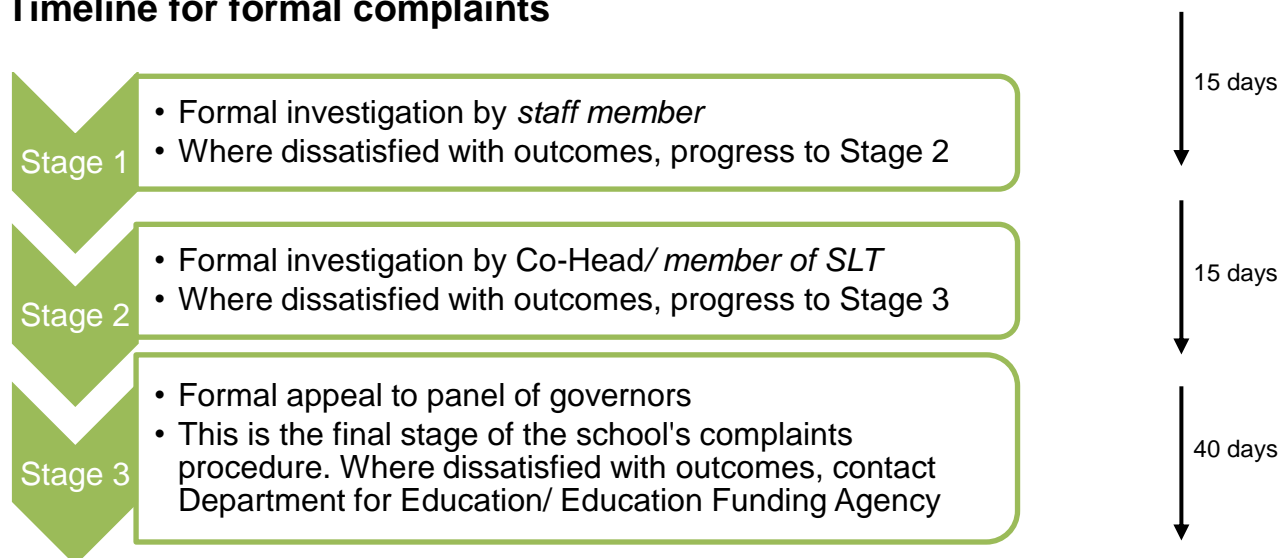 Timeline for formal complaints
15 days
Stage 1
• Formal investigation by staff member
• Where dissatisfied with outcomes, progress to Stage 2
15 days
Stage 2
• Formal investigation by Co-Head/ member of SLT
• Where dissatisfied with outcomes, progress to Stage 3
40 days
Stage 3
• Formal appeal to panel of governors
• This is the final stage of the school's complaints
procedure. Where dissatisfied with outcomes, contact
Department for Education/ Education Funding Agency